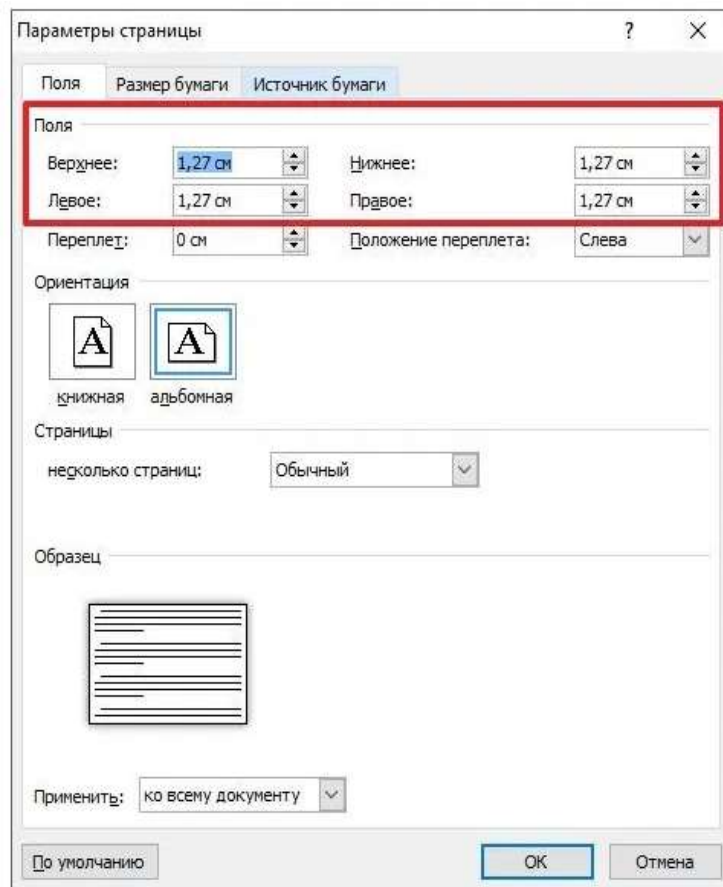 Параметры страницы ? ✕
Поля Размер бумаги Источник бумаги
Поля
Верхнее: 1,27 см Нижнее: 1,27 см
Левое: 1,27 см Правое: 1,27 см
Переплет: 0 см Положение переплета: Слева
Ориентация
A A
книжная альбомная
Страницы
несколько страниц: Обычный
Образец
Применить: ко всему документу
По умолчанию ОК Отмена